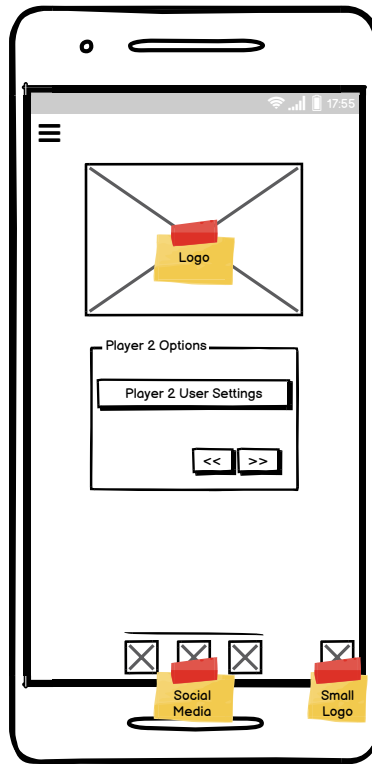 17:55
Logo
Player 2 Options
Player 2 User Settings
<< >>
Social
Media
Small
Logo